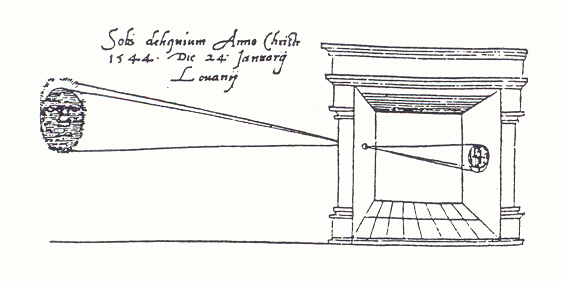 Solis deliquium Anno Christi
1544. Die 24: Januarij
Louanij